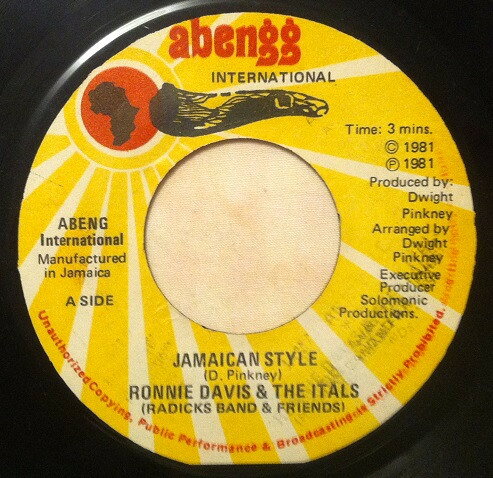 abengg
INTERNATIONAL
Time: 3 mins.
© 1981
℗ 1981
Produced by:
Dwight
Pinkney
Arranged by
Dwight
Pinkney
Executive
Producer
Solomonic
Productions.
ABENG
International
Manufactured
in Jamaica
A SIDE
JAMAICAN STYLE
(D. Pinkney)
RONNIE DAVIS & THE ITALS
(RADICKS BAND & FRIENDS)
Unauthorized Copying, Public Performance & Broadcasting is Strictly Prohibited.